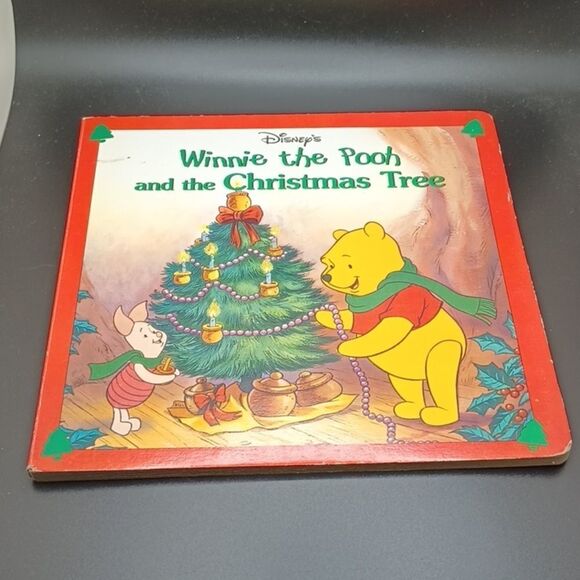 Disney's
Winnie the Pooh
and the Christmas Tree